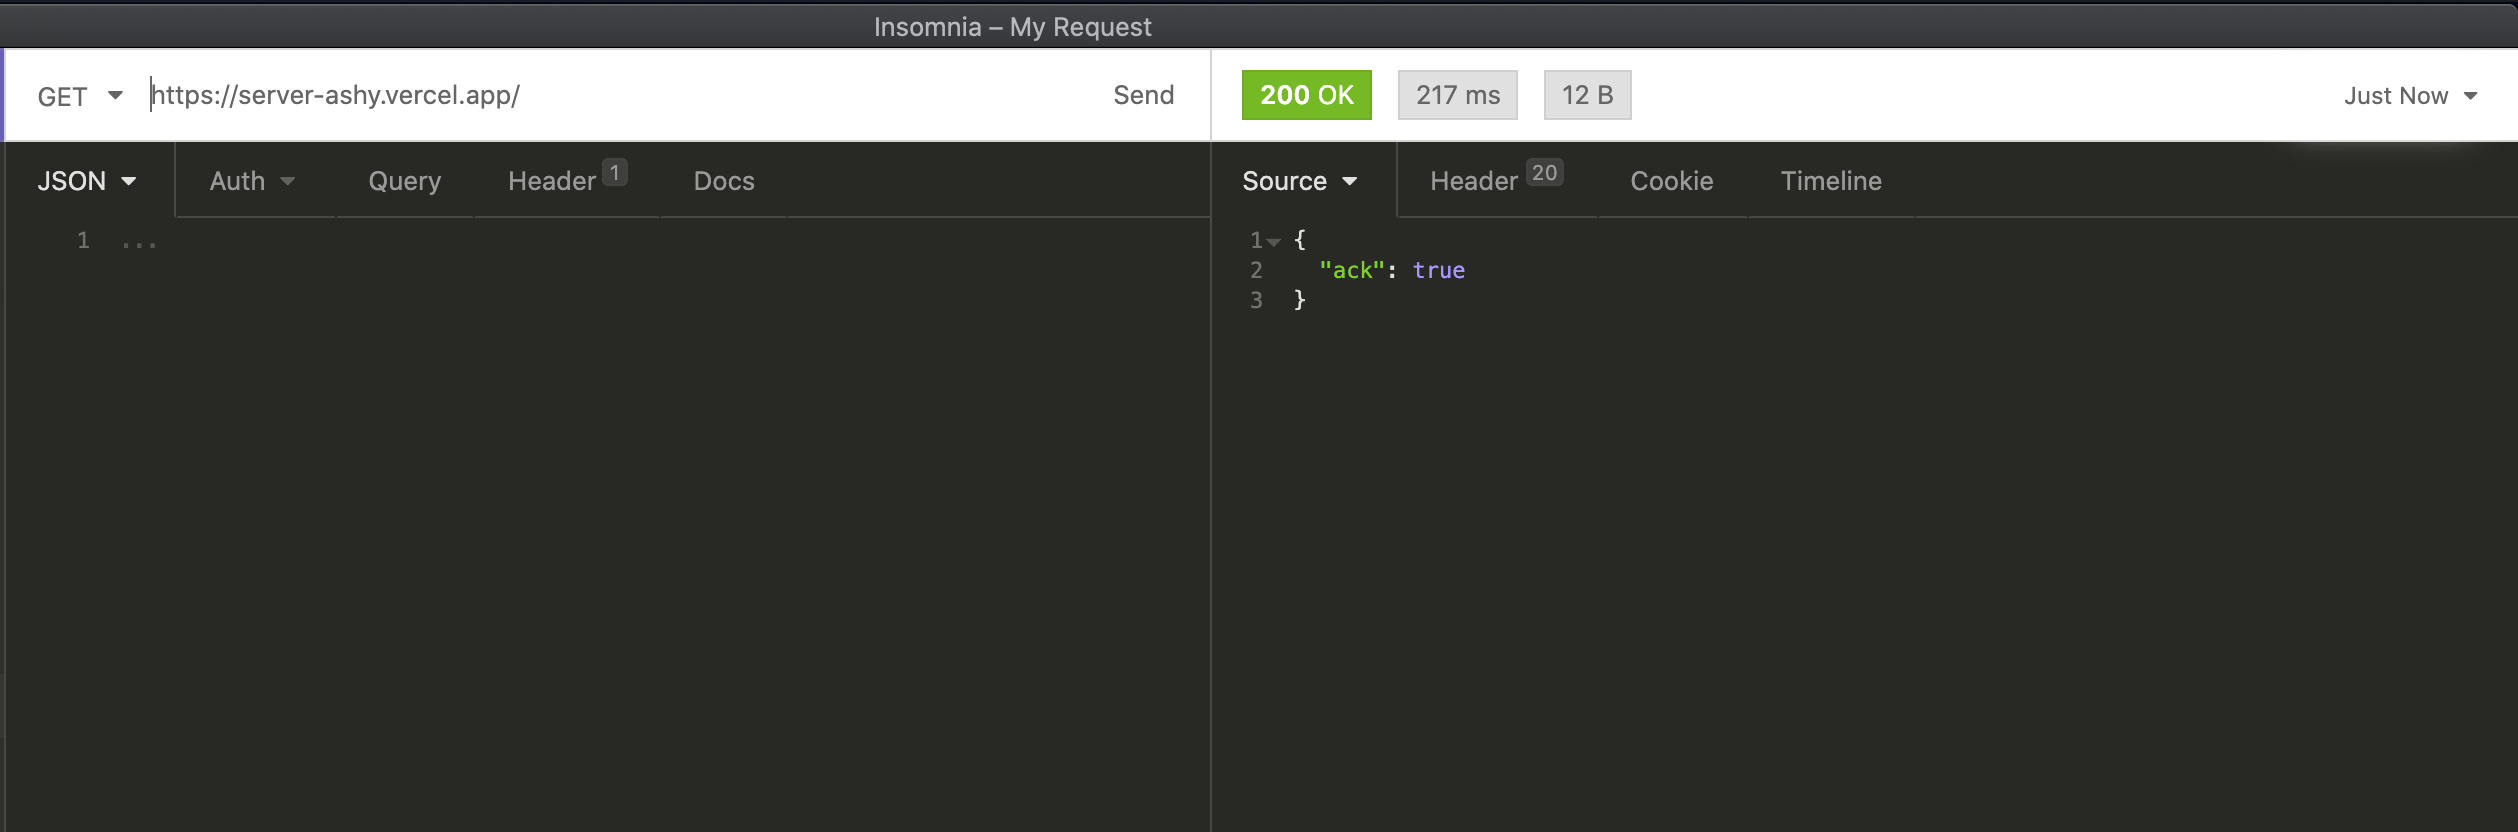 Insomnia – My Request
GET https://server-ashy.vercel.app/ Send
200 OK 217 ms 12 B Just Now
JSON Auth Query Header 1 Docs
1 ...
Source Header 20 Cookie Timeline
1 {
2 "ack": true
3 }